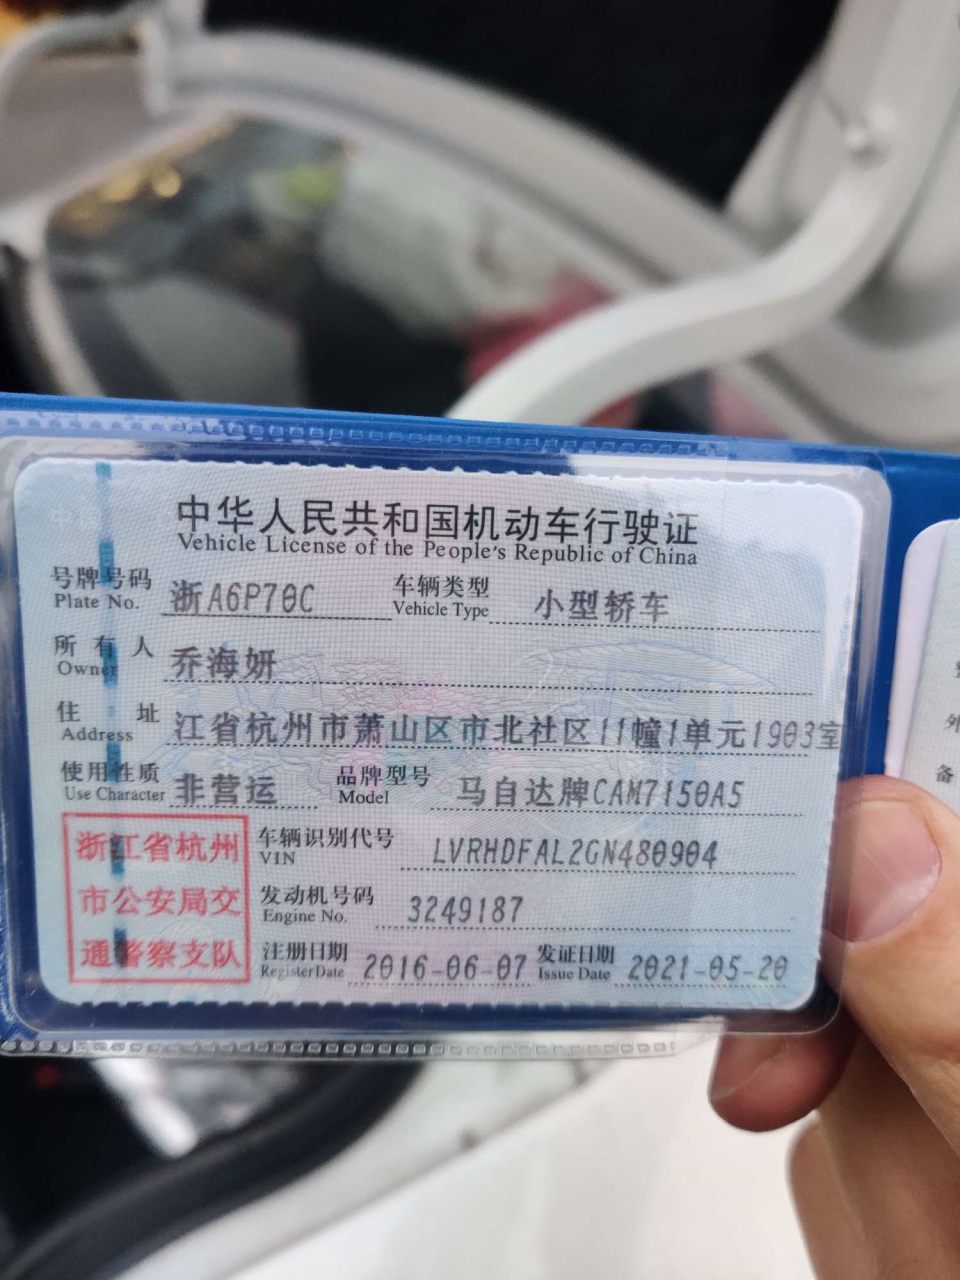 中华人民共和国机动车行驶证
Vehicle License of the People's Republic of China
号牌号码 浙A6P70C 车辆类型 小型轿车
Plate No. Vehicle Type
所有人 乔海妍
Owner
住址 江省杭州市萧山区市北社区11幢1单元1903室
Address
使用性质 非营运 品牌型号 马自达牌CAM7150A5
Use Character Model
浙江省杭州
市公安局交
通警察支队
车辆识别代号 LVRHDFAL2GN480904
VIN
发动机号码 3249187
Engine No.
注册日期 2016-06-07 发证日期 2021-05-20
Register Date Issue Date
外
备